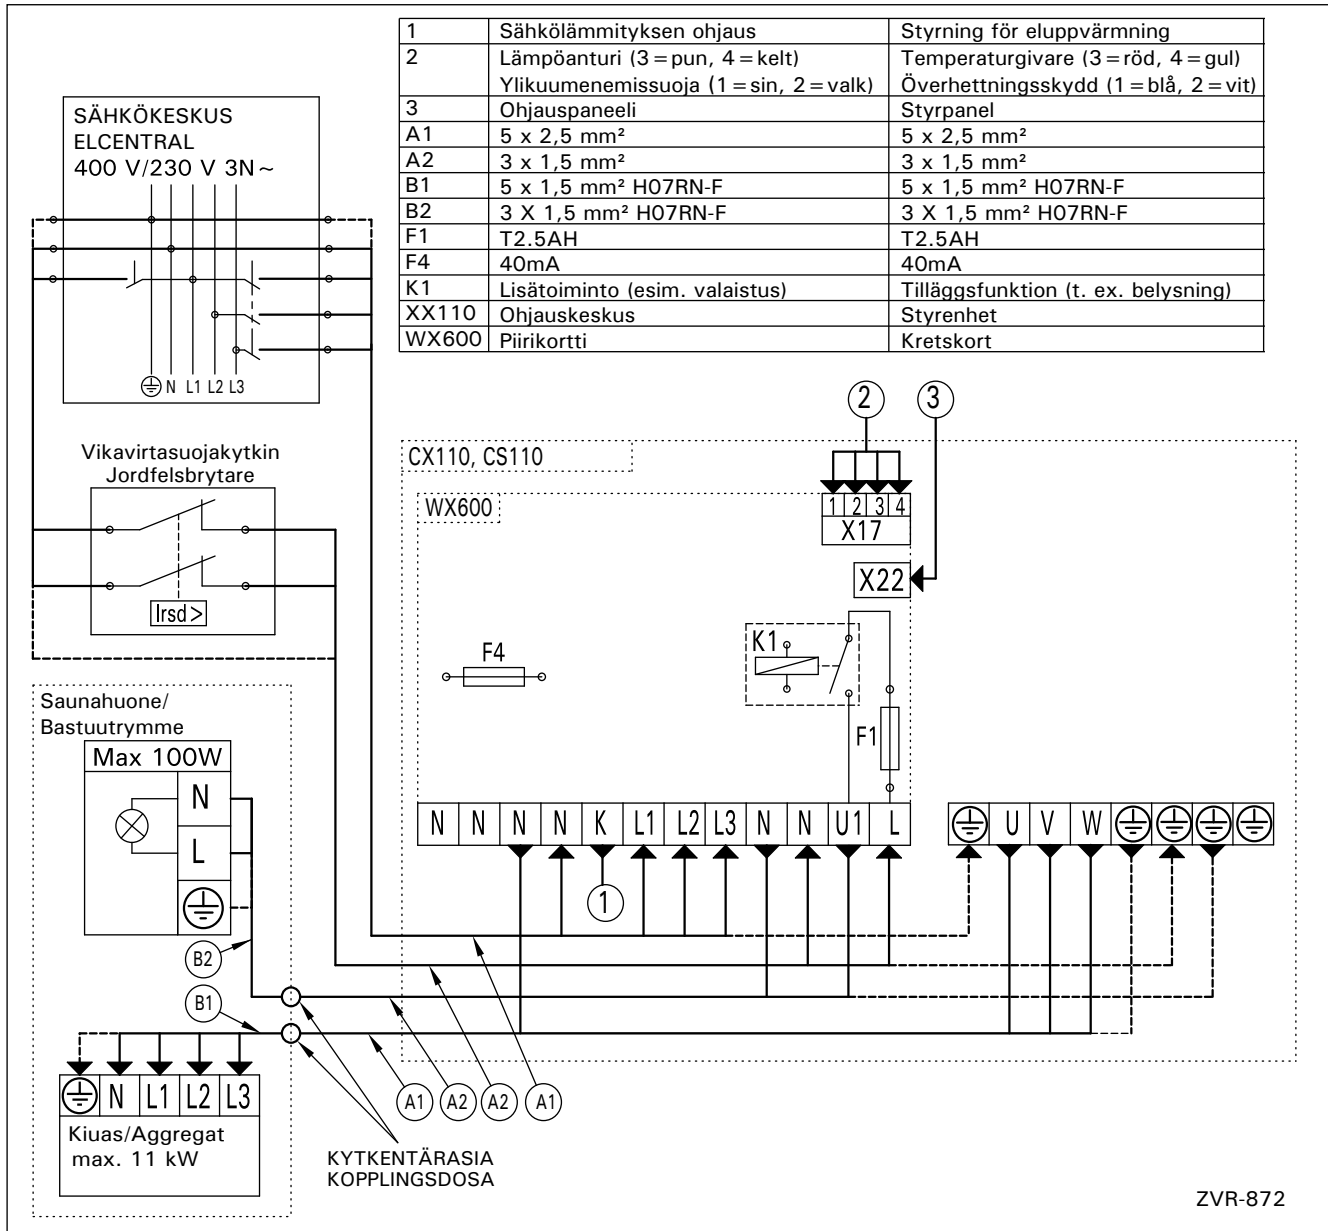 1 Sähkölämmityksen ohjaus Styrning för eluppvärmning
2 Lämpöanturi (3=pun, 4=kelt) Temperaturgivare (3=röd, 4=gul)
Ylikuumenemissuoja (1=sin, 2=valk) Överhettningsskydd (1=blå, 2=vit)
3 Ohjauspaneeli Styrpanel
A1 5 x 2,5 mm² 5 x 2,5 mm²
A2 3 x 1,5 mm² 3 x 1,5 mm²
B1 5 x 1,5 mm² H07RN-F 5 x 1,5 mm² H07RN-F
B2 3 X 1,5 mm² H07RN-F 3 X 1,5 mm² H07RN-F
F1 T2.5AH T2.5AH
F4 40mA 40mA
K1 Lisätoiminto (esim. valaistus) Tilläggsfunktion (t. ex. belysning)
XX110 Ohjauskeskus Styrenhet
WX600 Piirikortti Kretskort
SÄHKÖKESKUS
ELCENTRAL
400 V/230 V 3N~
N L1 L2 L3
Vikavirtasuojakytkin
Jordfelsbrytare
Irsd>
2 3
CX110, CS110
WX600
1 2 3 4
X17
X22
K1
F4
F1
Saunahuone/
Bastuutrymme
Max 100W
N
L
N N N N K L1 L2 L3 N N U1 L
U V W
1
B2
B1
N L1 L2 L3
Kiuas/Aggregat
max. 11 kW
A1 A2 A2 A1
KYTKENTÄRASIA
KOPPLINGSDOSA
ZVR-872